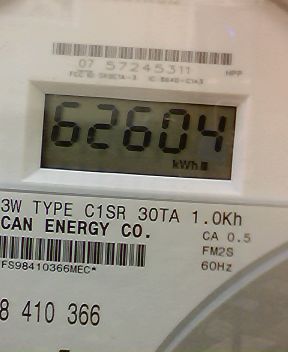 07 57245311
HPP
62604
kWh
3W TYPE C1SR 30TA 1.0Kh
CAN ENERGY CO.
CA 0.5
FM2S
60Hz
FS98410366MEC*
8 410 366